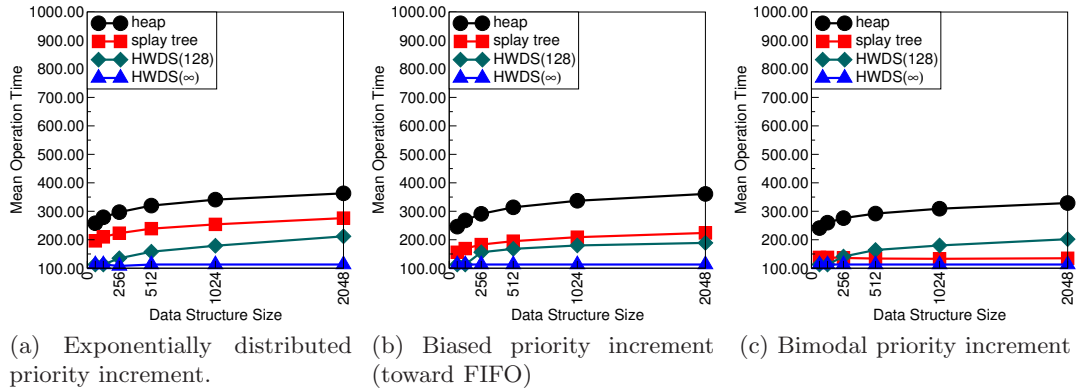 1000.00
900.00
800.00
700.00
600.00
500.00
400.00
300.00
200.00
100.00
Mean Operation Time
heap
splay tree
HWDS(128)
HWDS(∞)
0
256
512
1024
2048
Data Structure Size
(a) Exponentially distributed
priority increment.
1000.00
900.00
800.00
700.00
600.00
500.00
400.00
300.00
200.00
100.00
Mean Operation Time
heap
splay tree
HWDS(128)
HWDS(∞)
0
256
512
1024
2048
Data Structure Size
(b) Biased priority increment
(toward FIFO)
1000.00
900.00
800.00
700.00
600.00
500.00
400.00
300.00
200.00
100.00
Mean Operation Time
heap
splay tree
HWDS(128)
HWDS(∞)
0
256
512
1024
2048
Data Structure Size
(c) Bimodal priority increment